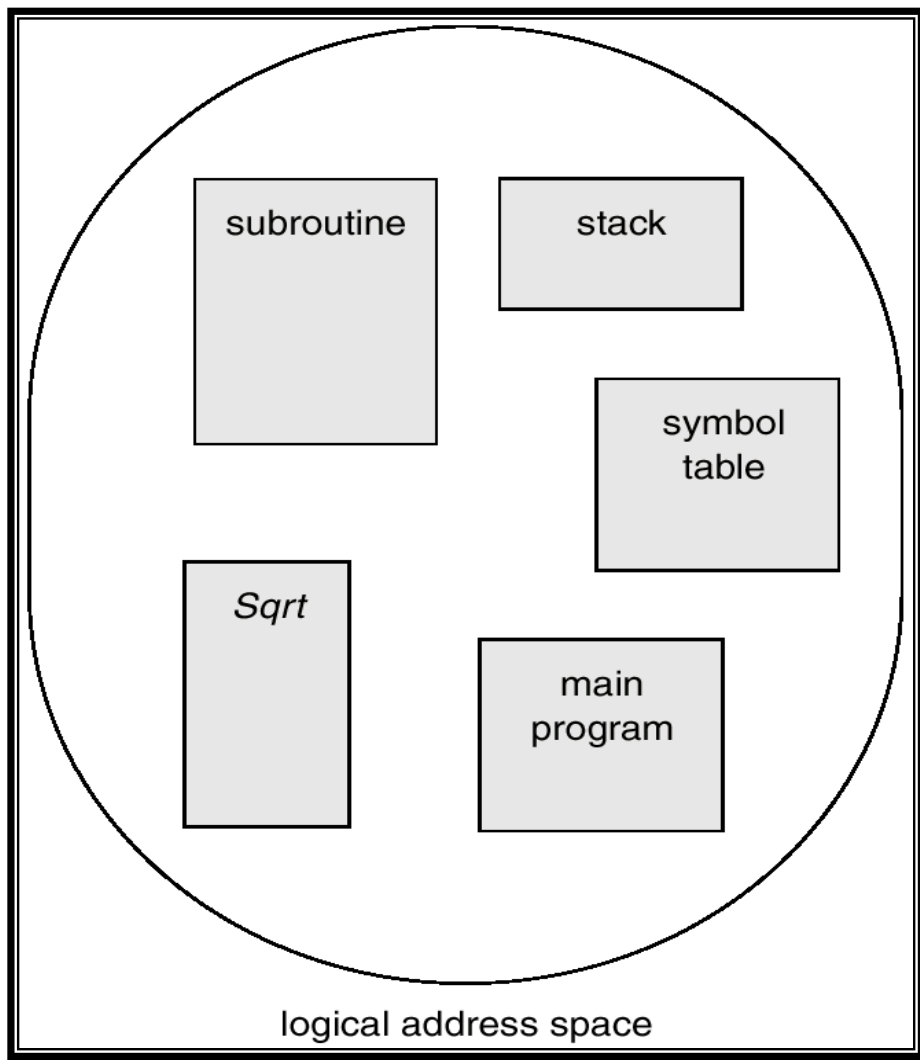 subroutine
stack
symbol
table
Sqrt
main
program
logical address space